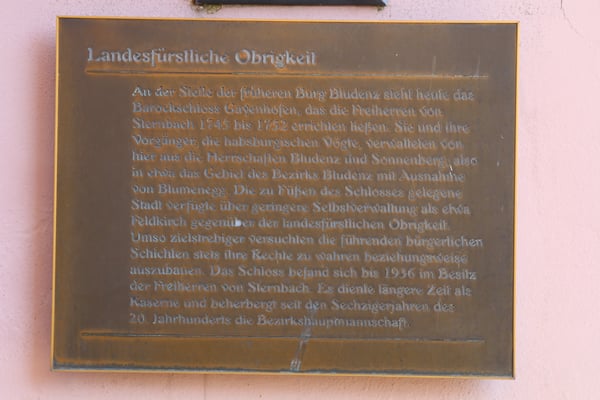 Landesfürstliche Obrigkeit
An der Stelle der früheren Burg Bludenz steht heute das
Barockschloss Gayenhofen, das die Freiherren von
Sternbach 1745 bis 1752 errichten ließen. Sie und ihre
Vorgänger, die habsburgischen Vögte, verwalteten von
hier aus die Herrschaften Bludenz und Sonnenberg, also
in etwa das Gebiet des Bezirks Bludenz mit Ausnahme
von Blumenegg. Die zu Füßen des Schlosses gelegene
Stadt verfügte über geringere Selbstverwaltung als etwa
Feldkirch gegenüber der landesfürstlichen Obrigkeit.
Umso zielstrebiger versuchten die führenden bürgerlichen
Schichten stets ihre Rechte zu wahren beziehungsweise
auszubauen. Das Schloss befand sich bis 1936 im Besitz
der Freiherren von Sternbach. Es diente längere Zeit als
Kaserne und beherbergt seit den Sechzigerjahren des
20. Jahrhunderts die Bezirkshauptmannschaft.